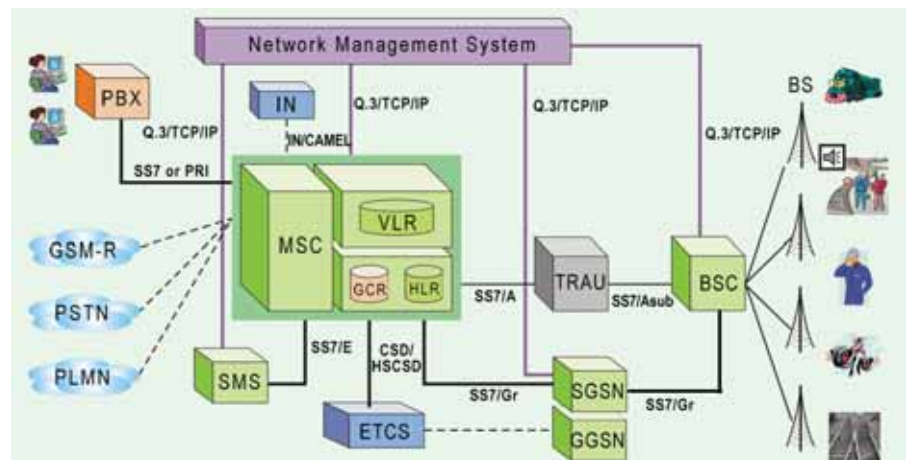 Network Management System
PBX
IN
Q.3/TCP/IP
Q.3/TCP/IP
BS
Q.3/TCP/IP
Q.3/TCP/IP
IN/CAMEL
SS7 or PRI
VLR
MSC
GSM-R
GCR
HLR
TRAU
BSC
SS7/A
SS7/Asub
PSTN
SS7/E
CSD/
HSCSD
PLMN
SMS
SS7/Gr
SGSN
SS7/Gr
ETCS
GGSN